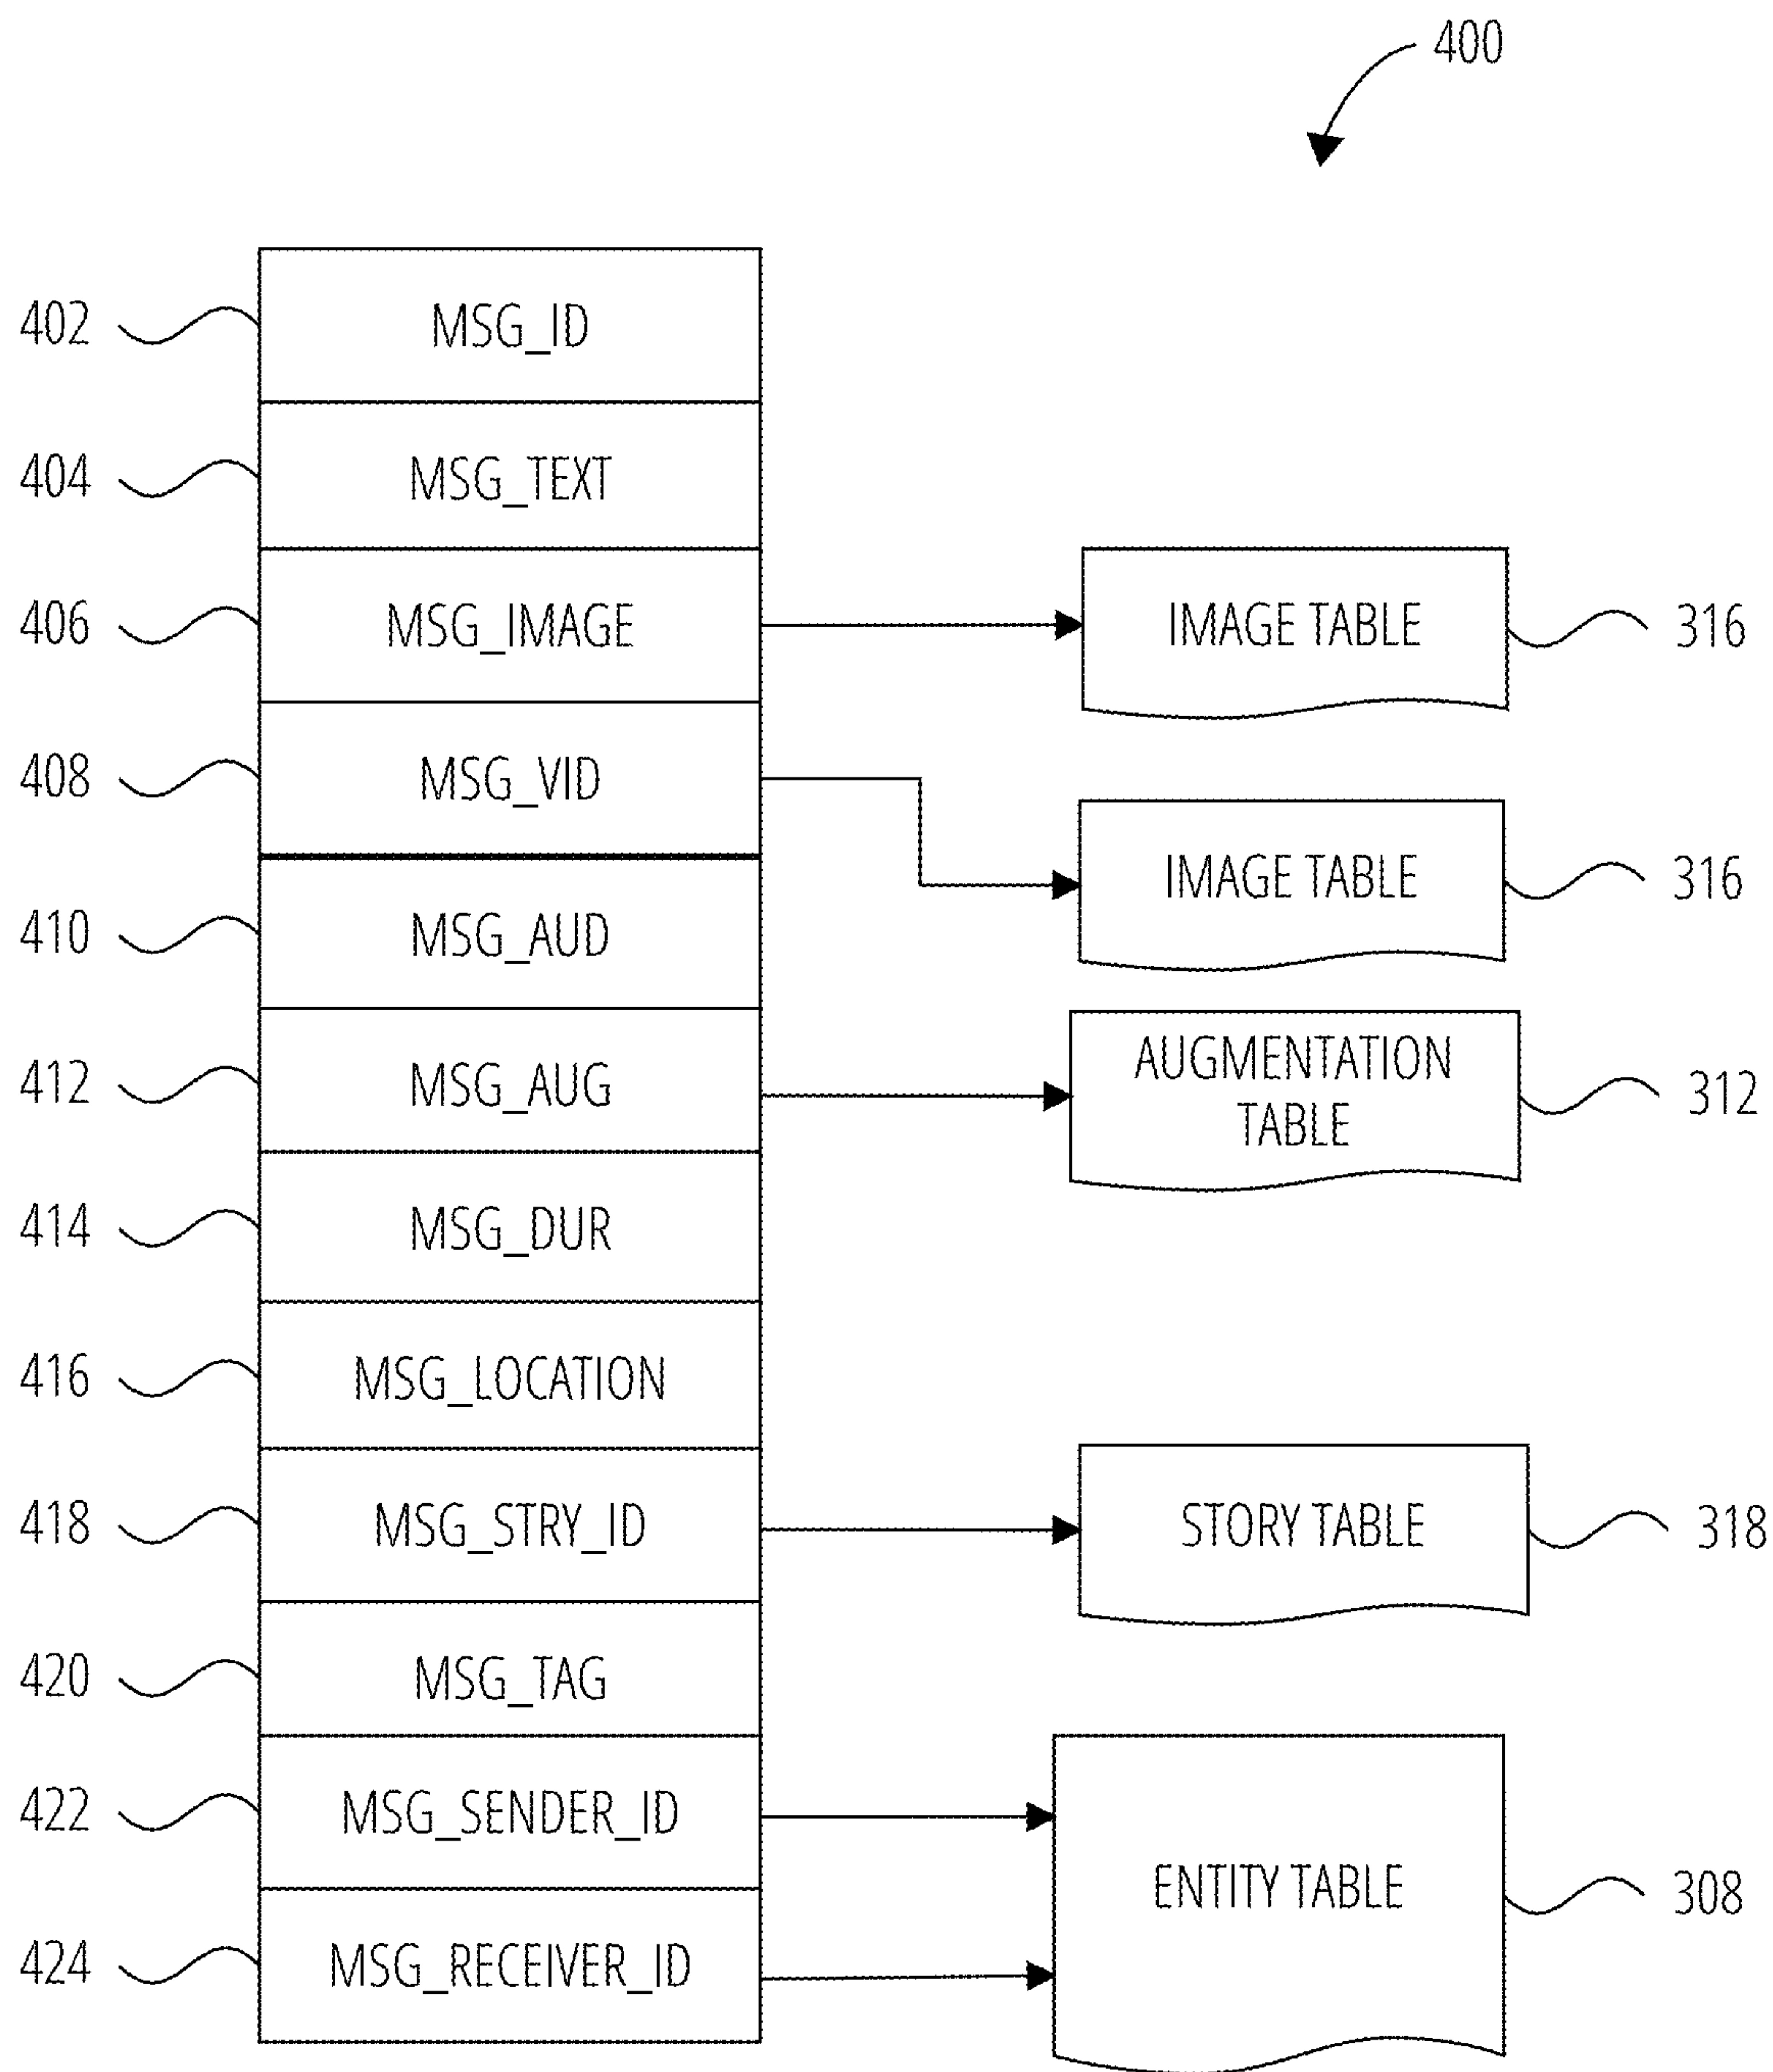 400
402 MSG_ID
404 MSG_TEXT
406 MSG_IMAGE IMAGE TABLE 316
408 MSG_VID
IMAGE TABLE 316
410 MSG_AUD
412 MSG_AUG AUGMENTATION
TABLE 312
414 MSG_DUR
416 MSG_LOCATION
418 MSG_STRY_ID STORY TABLE 318
420 MSG_TAG
422 MSG_SENDER_ID
ENTITY TABLE 308
424 MSG_RECEIVER_ID